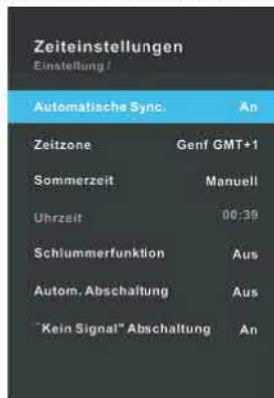 Zeiteinstellungen
Einstellung/
Automatische Sync. An
Zeitzone Genf GMT+1
Sommerzeit Manuell
Uhrzeit 00:39
Schlummerfunktion Aus
Autom. Abschaltung Aus
"Kein Signal" Abschaltung An